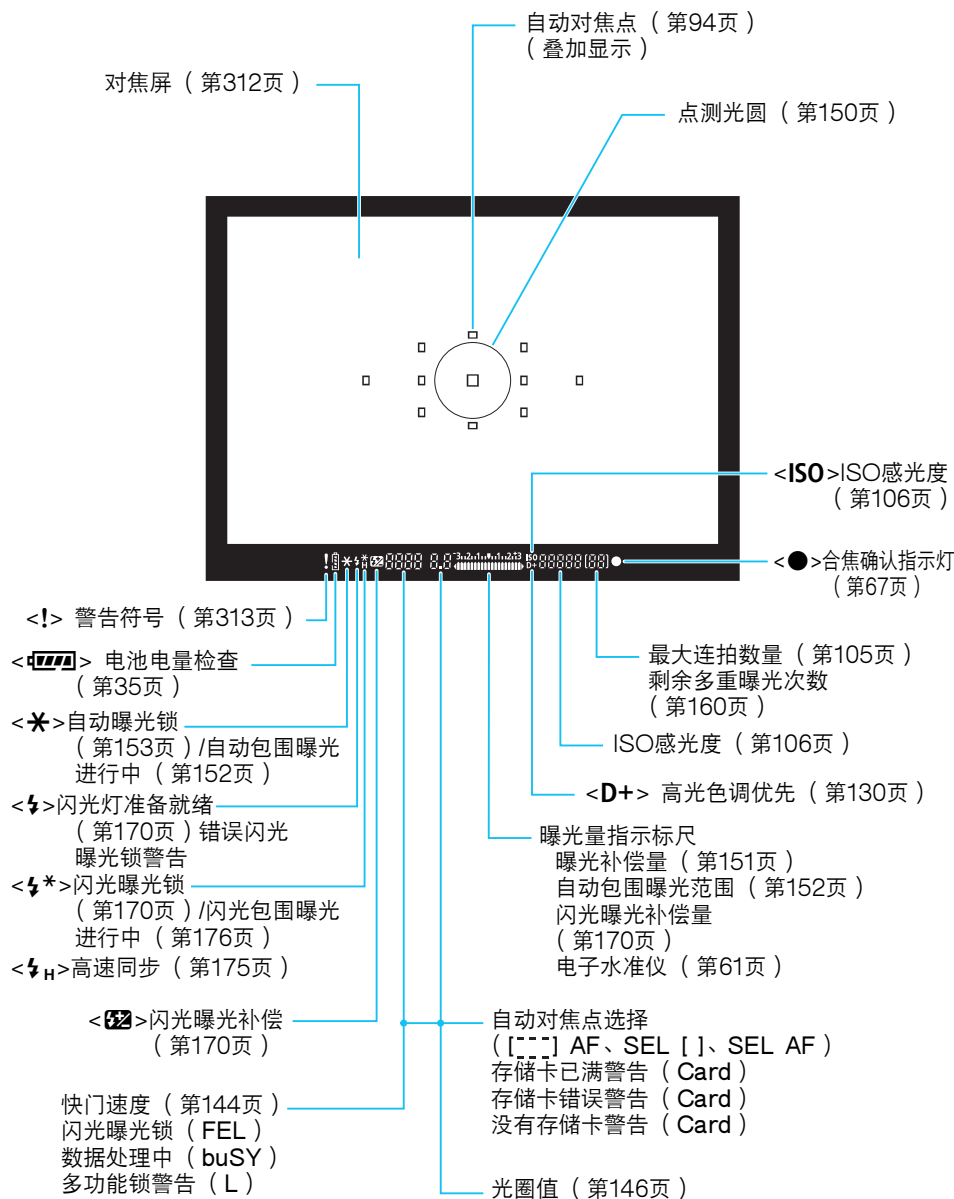 自动对焦点（第94页）
（叠加显示）
对焦屏（第312页）
点测光圆（第150页）
<ISO>ISO感光度
（第106页）
<●>合焦确认指示灯
（第67页）
<!> 警告符号（第313页）
< > 电池电量检查
（第35页）
最大连拍数量（第105页）
剩余多重曝光次数
（第160页）
<✱>自动曝光锁
（第153页）/自动包围曝光
进行中（第152页）
ISO感光度（第106页）
<D+> 高光色调优先（第130页）
<⚡>闪光灯准备就绪
（第170页）错误闪光
曝光锁警告
曝光量指示标尺
曝光补偿量（第151页）
自动包围曝光范围（第152页）
闪光曝光补偿量
（第170页）
电子水准仪（第61页）
<⚡*>闪光曝光锁
（第170页）/闪光包围曝光
进行中（第176页）
<⚡H>高速同步（第175页）
< >闪光曝光补偿
（第170页）
自动对焦点选择
（[---] AF、SEL [ ]、SEL AF）
存储卡已满警告（Card）
存储卡错误警告（Card）
没有存储卡警告（Card）
快门速度（第144页）
闪光曝光锁（FEL）
数据处理中（buSY）
多功能锁警告（L）
光圈值（第146页）